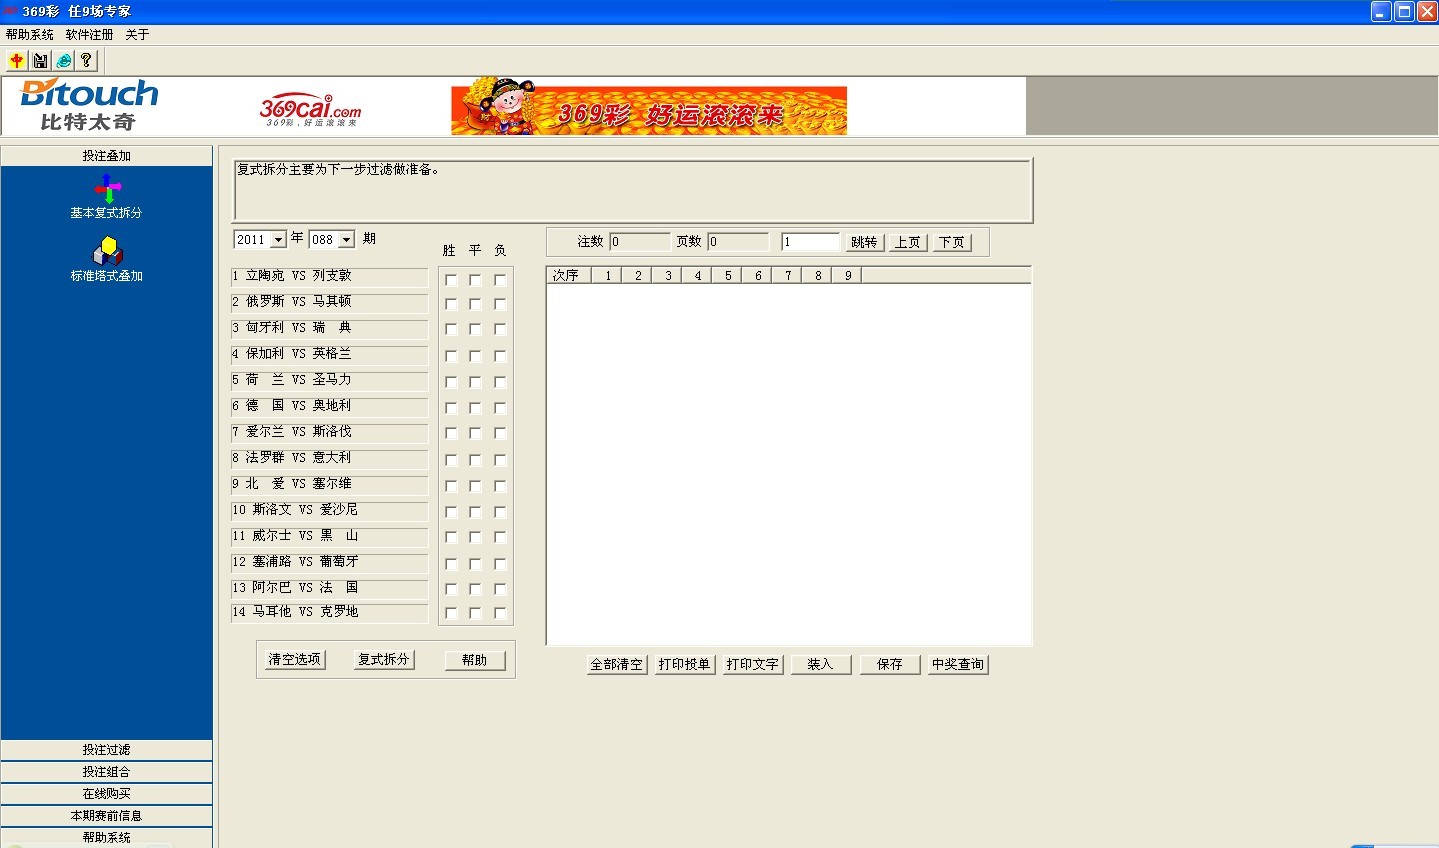 369彩 任9场专家
帮助系统 软件注册 关于
Bitouch
比特太奇
369cai.com
369彩，好运滚滚来
369彩 好运滚滚来
投注叠加
基本复式拆分
标准塔式叠加
投注过滤
投注组合
在线购买
本期赛前信息
帮助系统
复式拆分主要为下一步过滤做准备。
2011 年 088 期
胜 平 负
1 立陶宛 VS 列支敦
2 俄罗斯 VS 马其顿
3 匈牙利 VS 瑞 典
4 保加利 VS 英格兰
5 荷 兰 VS 圣马力
6 德 国 VS 奥地利
7 爱尔兰 VS 斯洛伐
8 法罗群 VS 意大利
9 北 爱 VS 塞尔维
10 斯洛文 VS 爱沙尼
11 威尔士 VS 黑 山
12 塞浦路 VS 葡萄牙
13 阿尔巴 VS 法 国
14 马耳他 VS 克罗地
清空选项 复式拆分 帮助
注数 0 页数 0 1 跳转 上页 下页
次序 1 2 3 4 5 6 7 8 9
全部清空 打印投单 打印文字 装入 保存 中奖查询